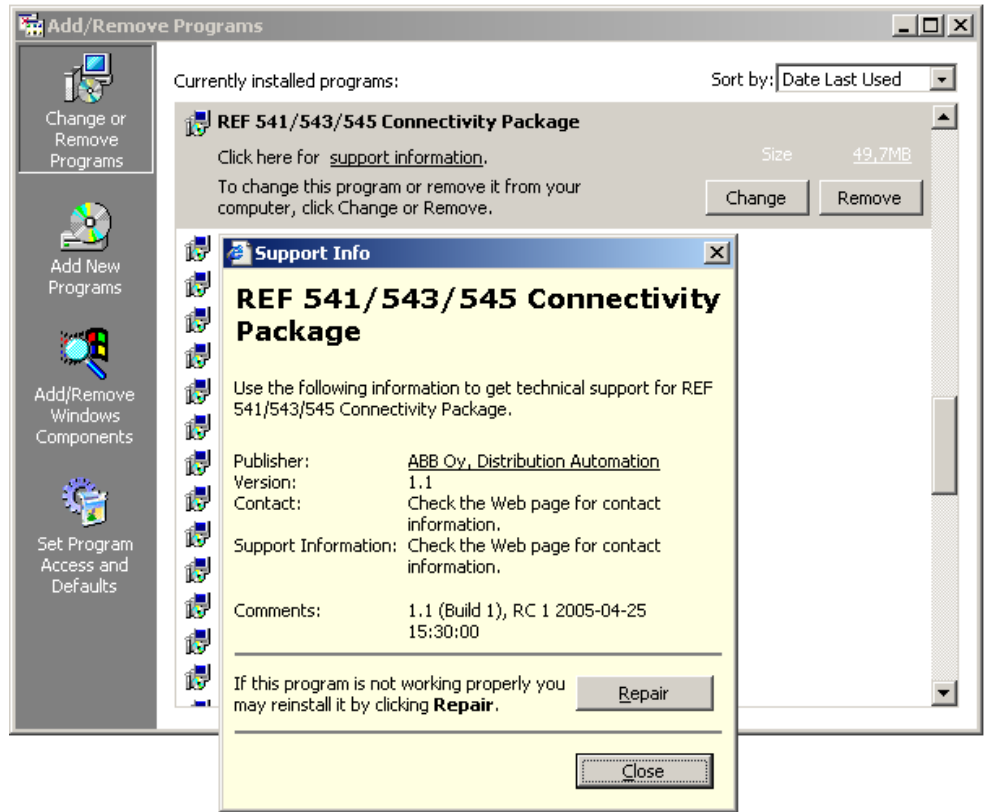 Add/Remove Programs
Currently installed programs:
Sort by: Date Last Used
Change or
Remove
Programs
Add New
Programs
Add/Remove
Windows
Components
Set Program
Access and
Defaults
REF 541/543/545 Connectivity Package
Click here for support information.
Size 49,7MB
To change this program or remove it from your
computer, click Change or Remove.
Change Remove
Support Info
REF 541/543/545 Connectivity
Package
Use the following information to get technical support for REF
541/543/545 Connectivity Package.
Publisher: ABB Oy, Distribution Automation
Version: 1.1
Contact: Check the Web page for contact
information.
Support Information: Check the Web page for contact
information.
Comments: 1.1 (Build 1), RC 1 2005-04-25
15:30:00
If this program is not working properly you
may reinstall it by clicking Repair.
Repair
Close